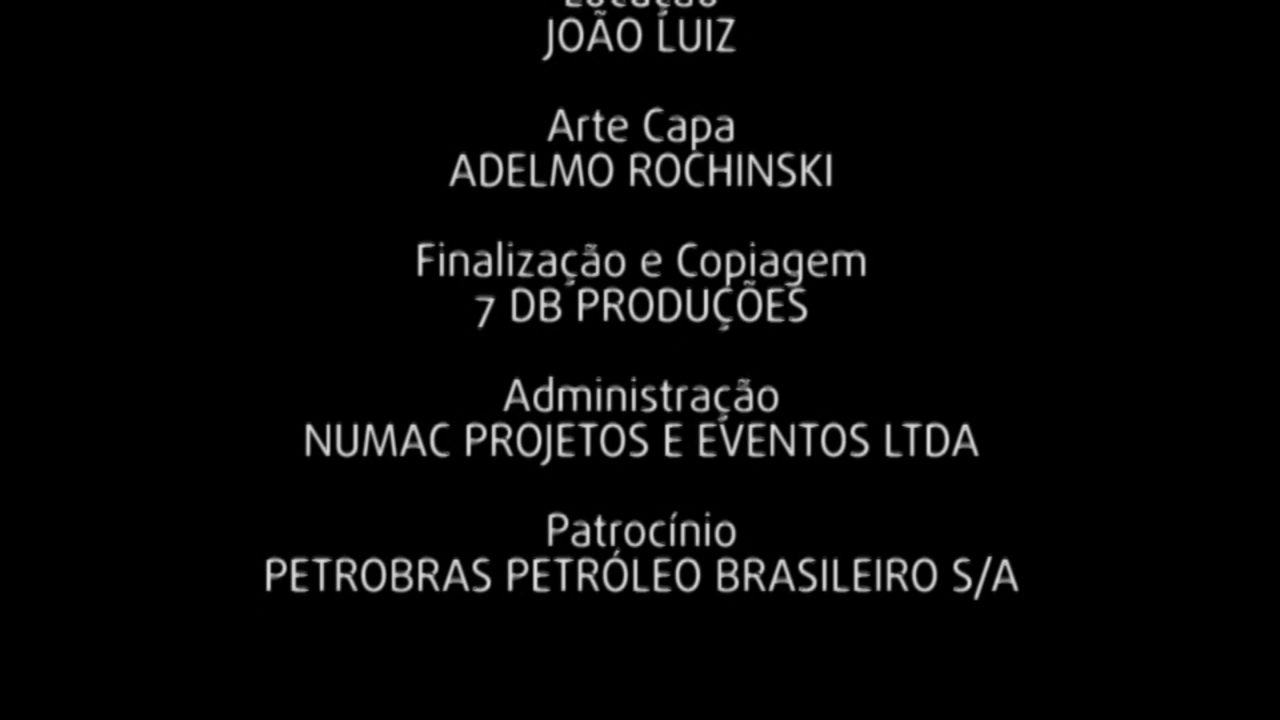 JOÃO LUIZ
Arte Capa
ADELMO ROCHINSKI
Finalização e Copiagem
7 DB PRODUÇÕES
Administração
NUMAC PROJETOS E EVENTOS LTDA
Patrocínio
PETROBRAS PETRÓLEO BRASILEIRO S/A